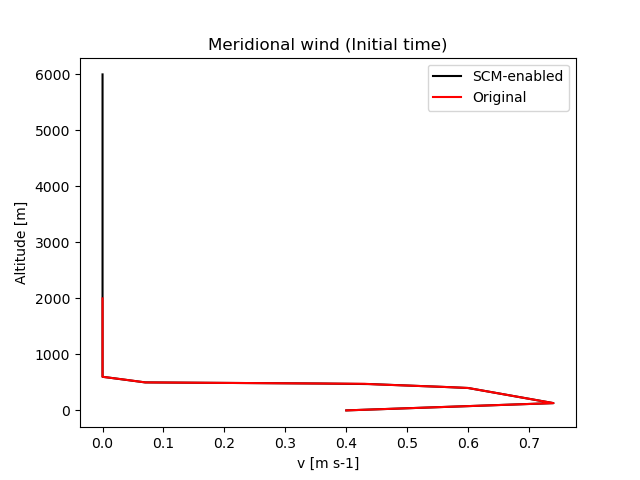 Meridional wind (Initial time)
SCM-enabled
Original
6000
5000
4000
3000
2000
1000
0
Altitude [m]
0.0 0.1 0.2 0.3 0.4 0.5 0.6 0.7
v [m s-1]